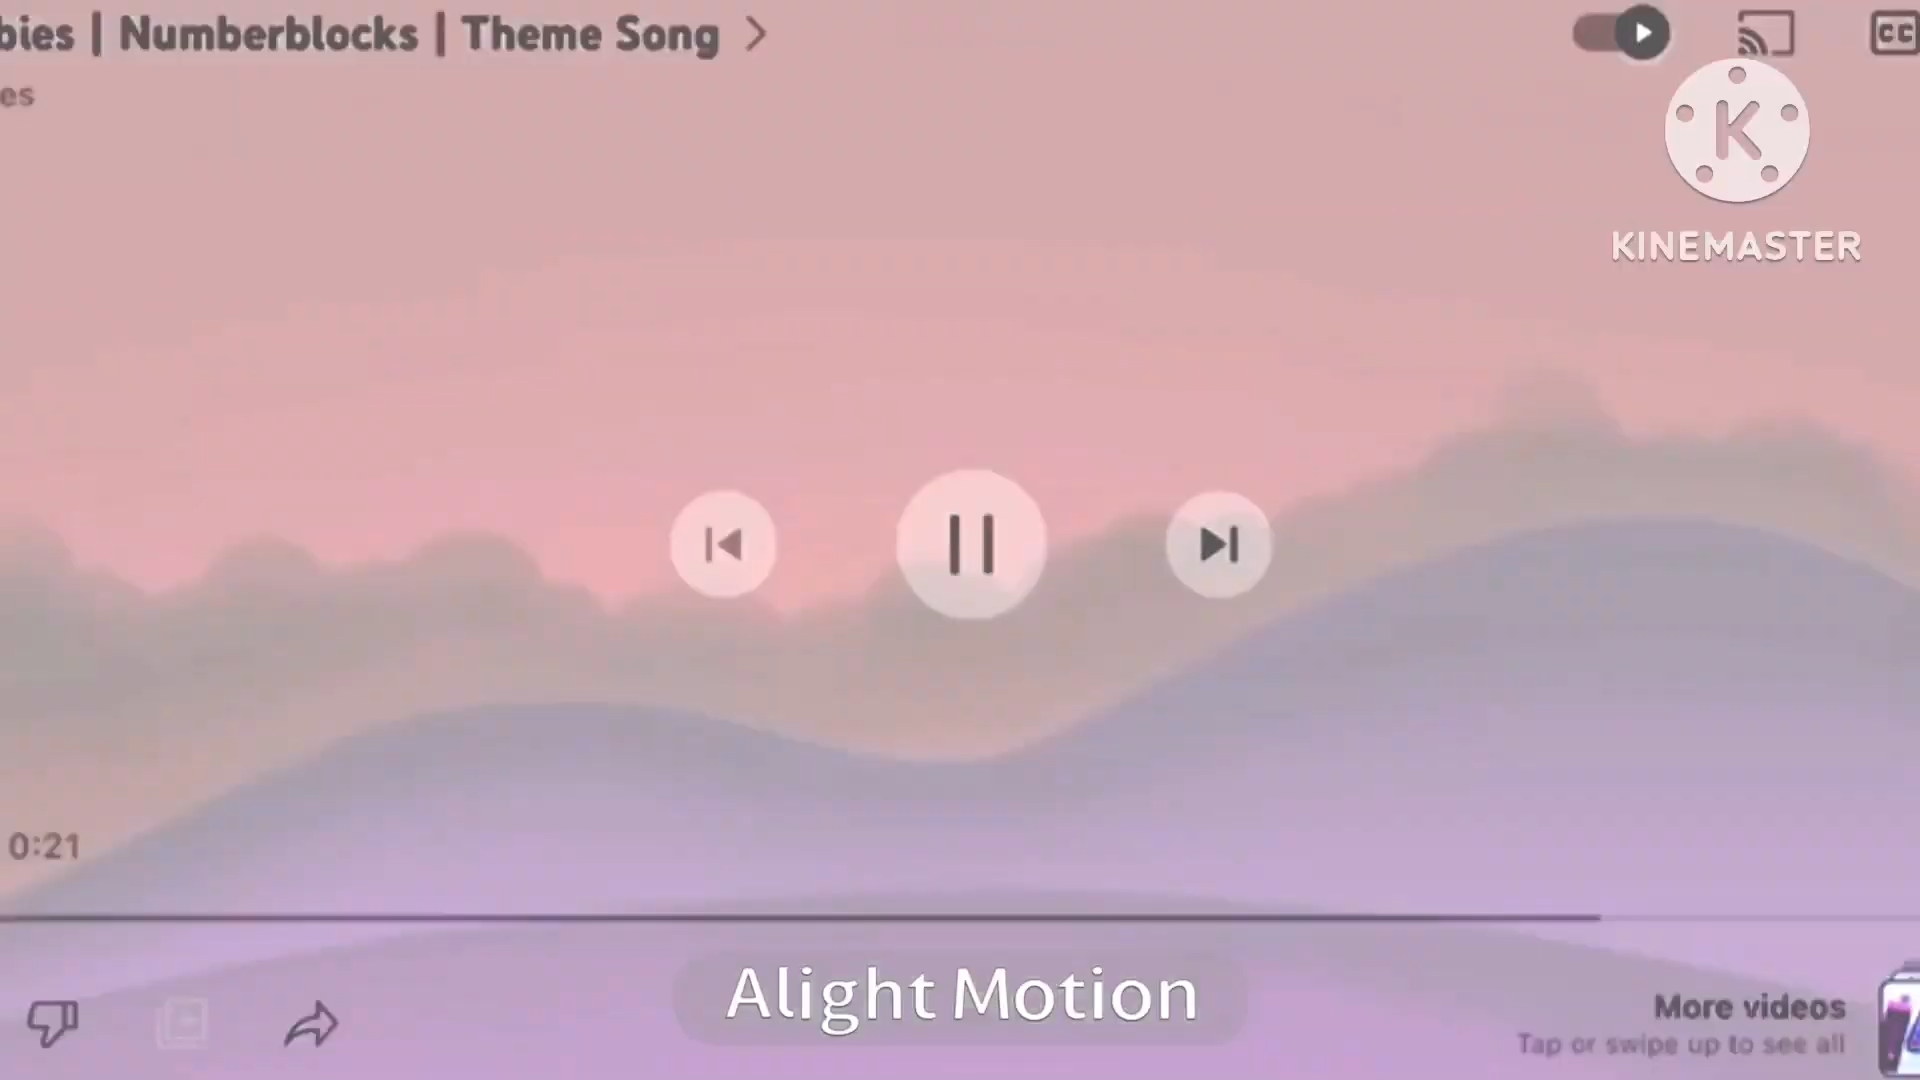 bies | Numberblocks | Theme Song
CC
es
K
KINEMASTER
0:21
Alight Motion
More videos
Tap or swipe up to see all